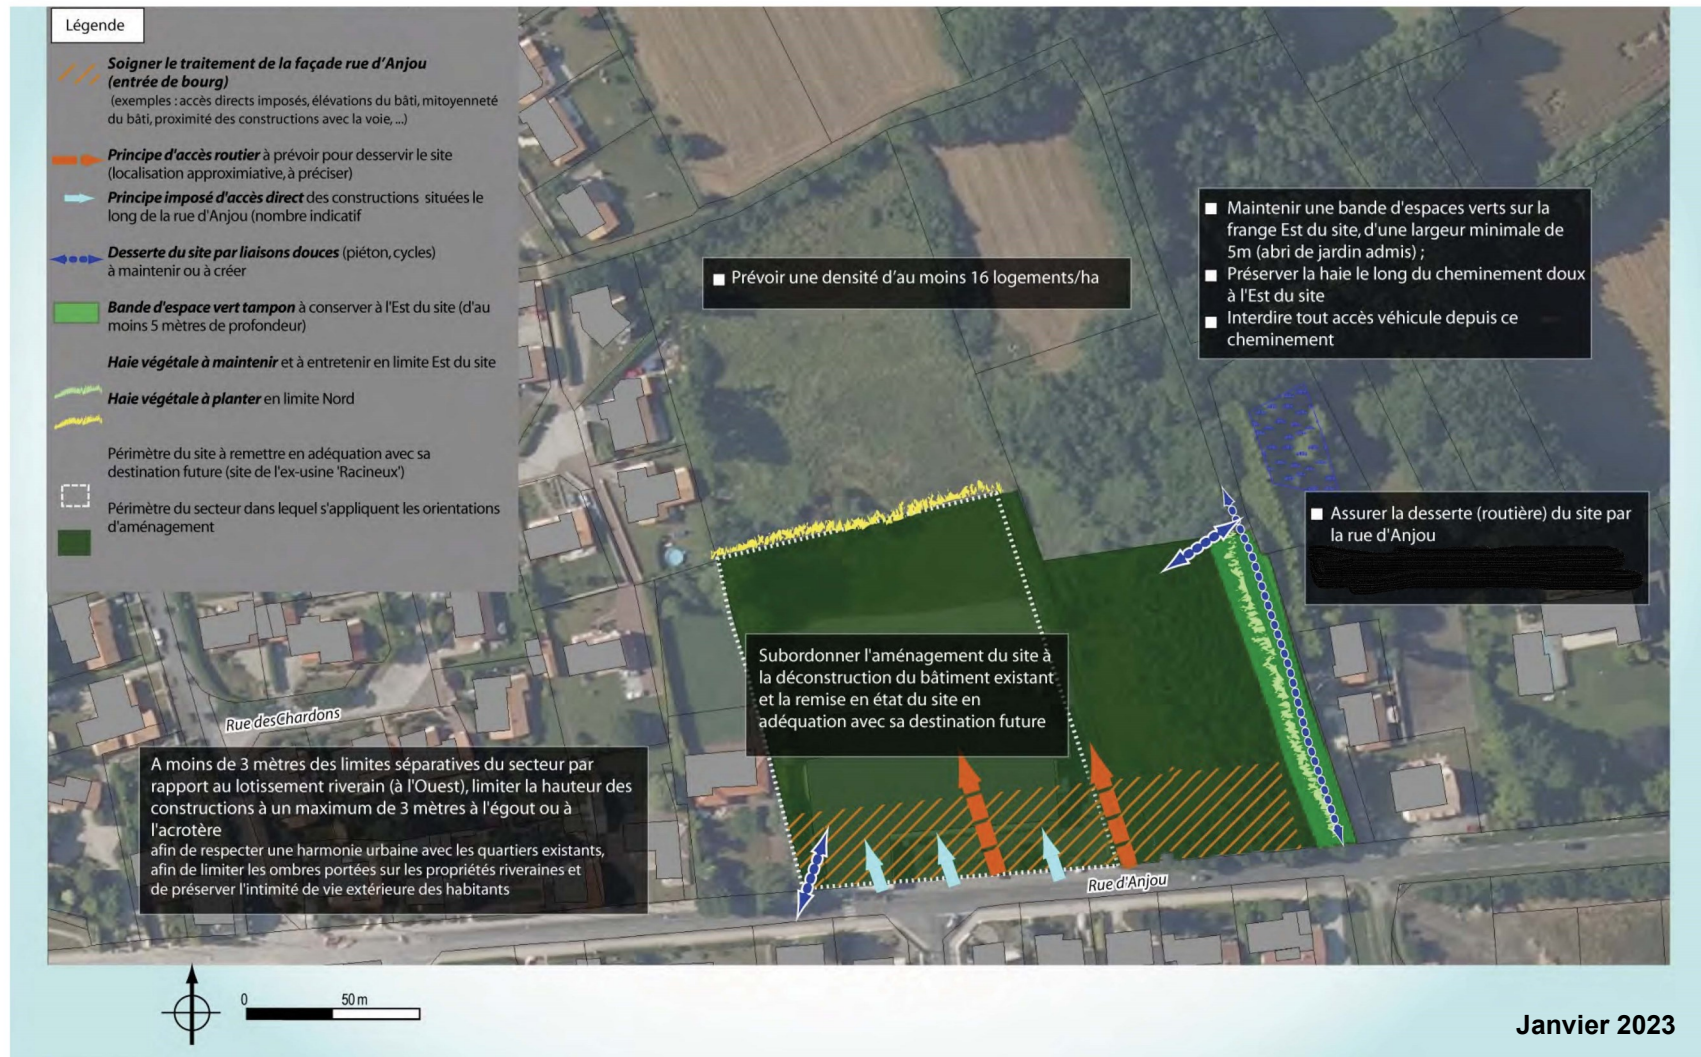 Légende
Soigner le traitement de la façade rue d'Anjou
(entrée de bourg)
(exemples : accès directs imposés, élévations du bâti, mitoyenneté
du bâti, proximité des constructions avec la voie, ...)
Principe d'accès routier à prévoir pour desservir le site
(localisation approximiative, à préciser)
Principe imposé d'accès direct des constructions situées le
long de la rue d'Anjou (nombre indicatif
Desserte du site par liaisons douces (piéton, cycles)
à maintenir ou à créer
Bande d'espace vert tampon à conserver à l'Est du site (d'au
moins 5 mètres de profondeur)
Haie végétale à maintenir et à entretenir en limite Est du site
Haie végétale à planter en limite Nord
Périmètre du site à remettre en adéquation avec sa
destination future (site de l'ex-usine 'Racineux')
Périmètre du secteur dans lequel s'appliquent les orientations
d'aménagement
Prévoir une densité d'au moins 16 logements/ha
Maintenir une bande d'espaces verts sur la
frange Est du site, d'une largeur minimale de
5m (abri de jardin admis) ;
Préserver la haie le long du cheminement doux
à l'Est du site
Interdire tout accès véhicule depuis ce
cheminement
Assurer la desserte (routière) du site par
la rue d'Anjou
Subordonner l'aménagement du site à
la déconstruction du bâtiment existant
et la remise en état du site en
adéquation avec sa destination future
Rue desChardons
A moins de 3 mètres des limites séparatives du secteur par
rapport au lotissement riverain (à l'Ouest), limiter la hauteur des
constructions à un maximum de 3 mètres à l'égout ou à
l'acrotère
afin de respecter une harmonie urbaine avec les quartiers existants,
afin de limiter les ombres portées sur les propriétés riveraines et
de préserver l'intimité de vie extérieure des habitants
Rue d'Anjou
0 50 m
Janvier 2023